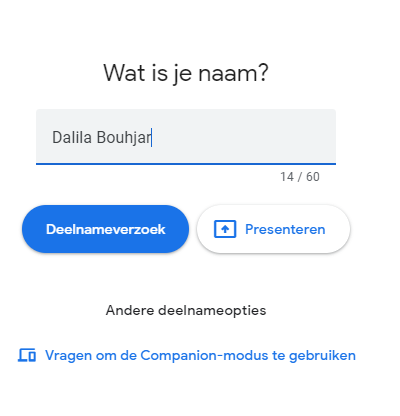 Wat is je naam?
Dalila Bouhjar
14 / 60
Deelnameverzoek
Presenteren
Andere deelnameopties
Vragen om de Companion-modus te gebruiken